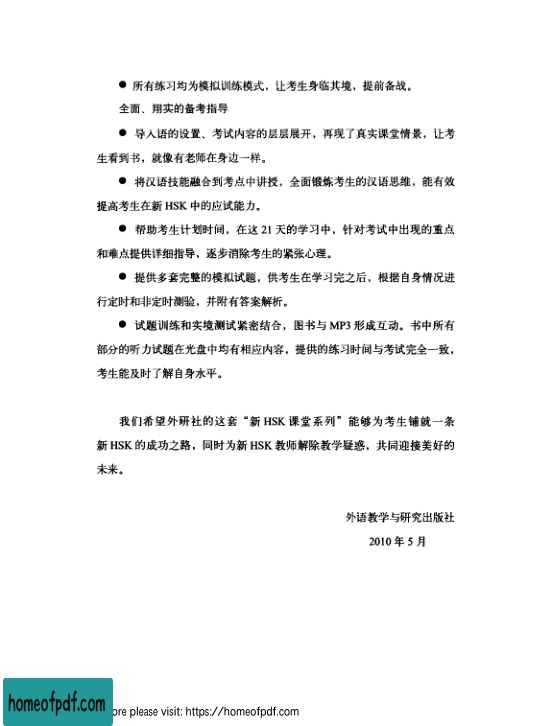 ● 所有练习均为模拟训练模式，让考生身临其境，提前备战。
全面、翔实的备考指导
● 导入语的设置、考试内容的层层展开，再现了真实课堂情景，让考
生看到书，就像有老师在身边一样。
● 将汉语技能融合到考点中讲授，全面锻炼考生的汉语思维，能有效
提高考生在新 HSK 中的应试能力。
● 帮助考生计划时间，在这 21 天的学习中，针对考试中出现的重点
和难点提供详细指导，逐步消除考生的紧张心理。
● 提供多套完整的模拟试题，供考生在学习完之后，根据自身情况进
行定时和非定时测验，并附有答案解析。
● 试题训练和实境测试紧密结合，图书与 MP3 形成互动。书中所有
部分的听力试题在光盘中均有相应内容，提供的练习时间与考试完全一致，
考生能及时了解自身水平。
我们希望外研社的这套“新 HSK 课堂系列”能够为考生铺就一条
新 HSK 的成功之路，同时为新 HSK 教师解除教学疑惑，共同迎接美好的
未来。
外语教学与研究出版社
2010 年 5 月
homeofpdf.com
ore please visit: https://homeofpdf.com